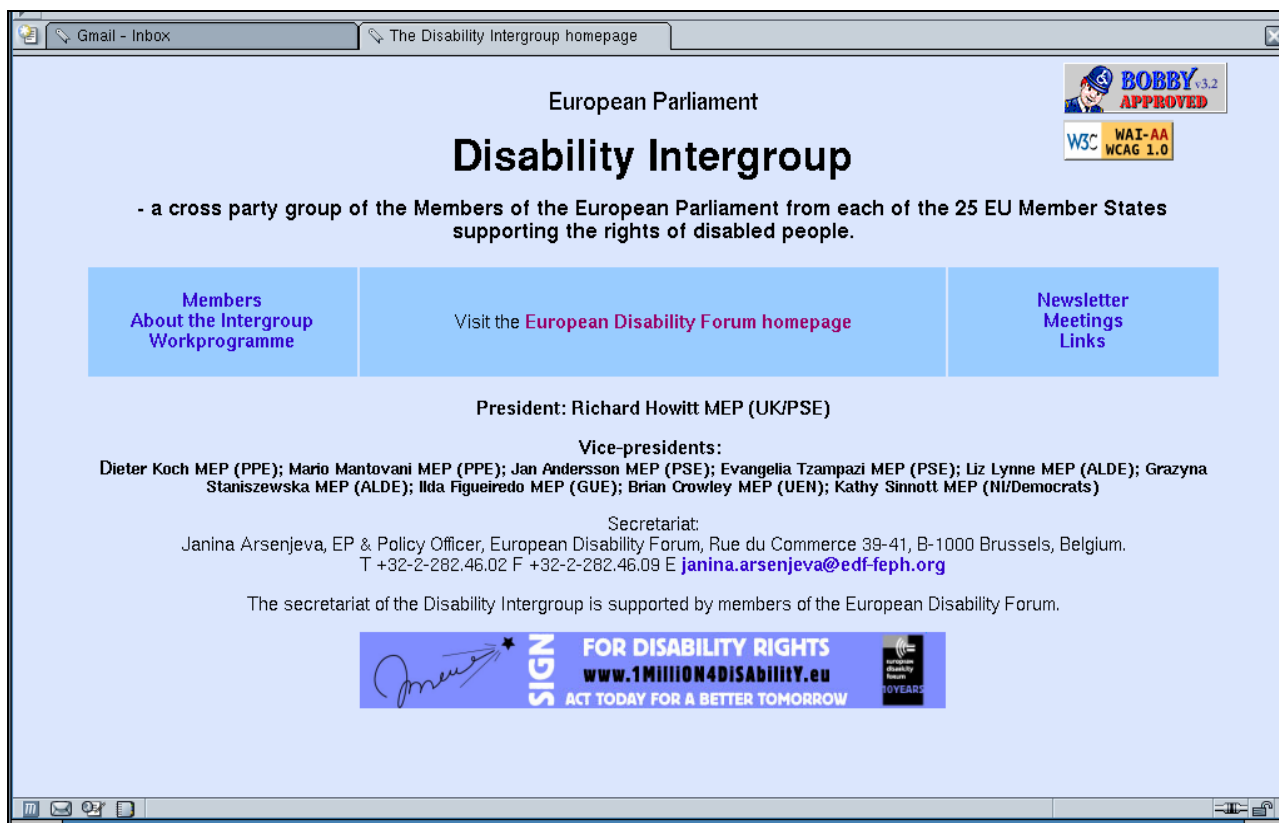 Gmail - Inbox
The Disability Intergroup homepage
BOBBY v3.2
APPROVED
European Parliament
W3C WAI-AA
WCAG 1.0
Disability Intergroup
- a cross party group of the Members of the European Parliament from each of the 25 EU Member States
supporting the rights of disabled people.
Members
About the Intergroup
Workprogramme
Visit the European Disability Forum homepage
Newsletter
Meetings
Links
President: Richard Howitt MEP (UK/PSE)
Vice-presidents:
Dieter Koch MEP (PPE); Mario Mantovani MEP (PPE); Jan Andersson MEP (PSE); Evangelia Tzampazi MEP (PSE); Liz Lynne MEP (ALDE); Grazyna
Staniszewska MEP (ALDE); Ilda Figueiredo MEP (GUE); Brian Crowley MEP (UEN); Kathy Sinnott MEP (NI/Democrats)
Secretariat:
Janina Arsenjeva, EP & Policy Officer, European Disability Forum, Rue du Commerce 39-41, B-1000 Brussels, Belgium.
T +32-2-282.46.02 F +32-2-282.46.09 E janina.arsenjeva@edf-feph.org
The secretariat of the Disability Intergroup is supported by members of the European Disability Forum.
SIGN
FOR DISABILITY RIGHTS
www.1MilliON4DiSAbilitY.eu
ACT TODAY FOR A BETTER TOMORROW
european
disability
forum
10YEARS